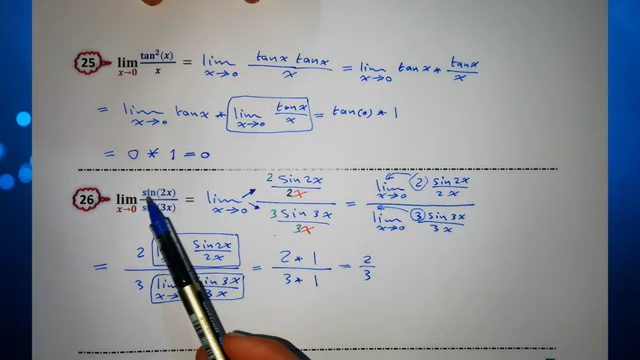 25 lim x→0 tan²(x)/x = lim x→0 tanx tanx / x = lim x→0 tanx * tanx/x
= lim x→0 tanx * lim x→0 tanx/x = tan(0) * 1
= 0 * 1 = 0
26 lim x→0 sin(2x)/sin(3x) = lim x→0 (2 sin2x/2x)/(3 sin3x/3x) = (lim x→0 2 sin2x/2x)/(lim x→0 3 sin3x/3x)
= (2 lim sin2x/2x)/(3 lim x→0 sin3x/3x) = 2*1/3*1 = 2/3